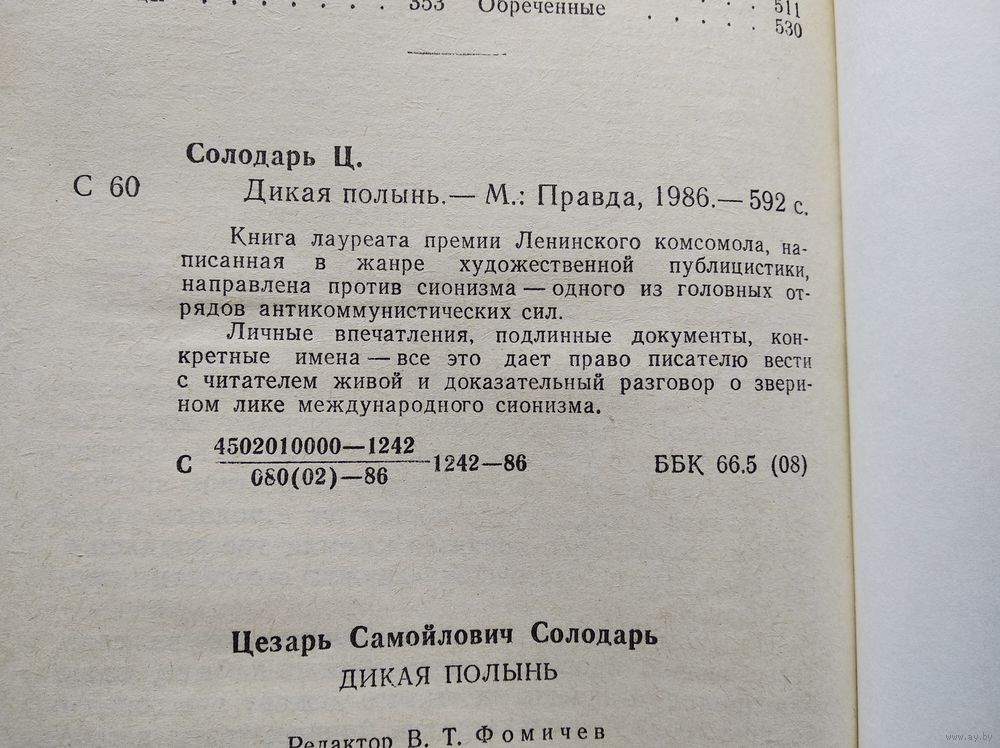 353 Обреченные . . . . . 511
530
Солодарь Ц.
С 60 Дикая полынь.— М.: Правда, 1986.— 592 с.
Книга лауреата премии Ленинского комсомола, на-
писанная в жанре художественной публицистики,
направлена против сионизма — одного из головных от-
рядов антикоммунистических сил.
Личные впечатления, подлинные документы, кон-
кретные имена — все это дает право писателю вести
с читателем живой и доказательный разговор о звери-
ном лике международного сионизма.
4502010000—1242
С 1242—86 ББК 66.5 (08)
080(02)—86
Цезарь Самойлович Солодарь
ДИКАЯ ПОЛЫНЬ
Редактор В. Т. Фомичев
www.ay.by